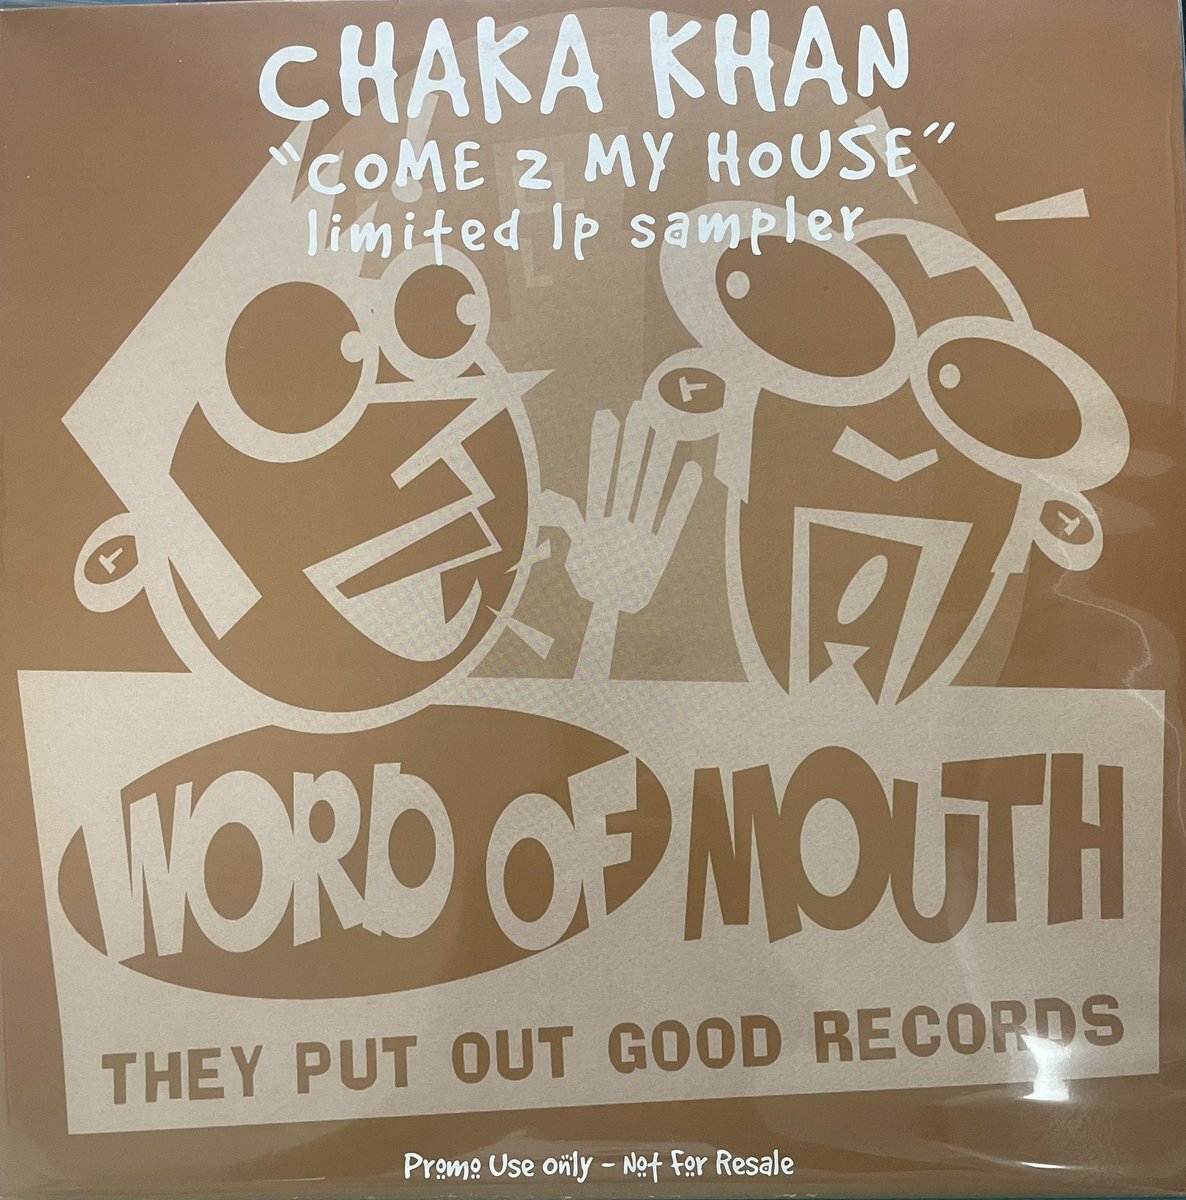 CHAKA KHAN
"COME 2 MY HOUSE"
limited lp sampler
WORD OF MOUTH
THEY PUT OUT GOOD RECORDS
Promo Use only - Not For Resale